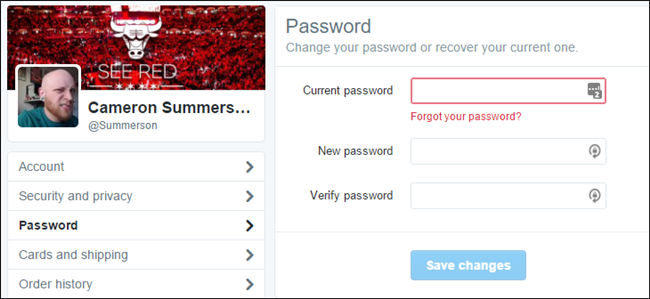 SEE RED
Cameron Summers...
@Summerson
Account
Security and privacy
Password
Cards and shipping
Order history
Password
Change your password or recover your current one.
Current password
Forgot your password?
New password
Verify password
Save changes